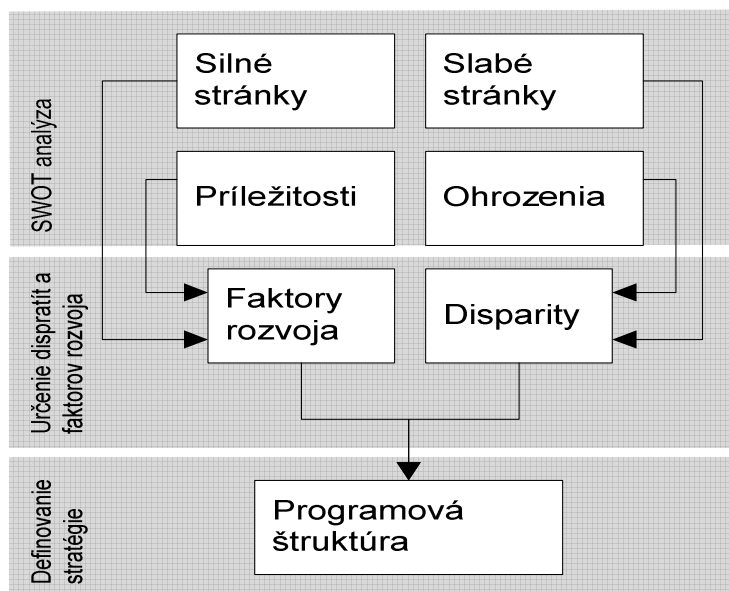 SWOT analýza
Silné
stránky
Slabé
stránky
Príležitosti
Ohrozenia
Určenie dispratít a
faktorov rozvoja
Faktory
rozvoja
Disparity
Definovanie
stratégie
Programová
štruktúra